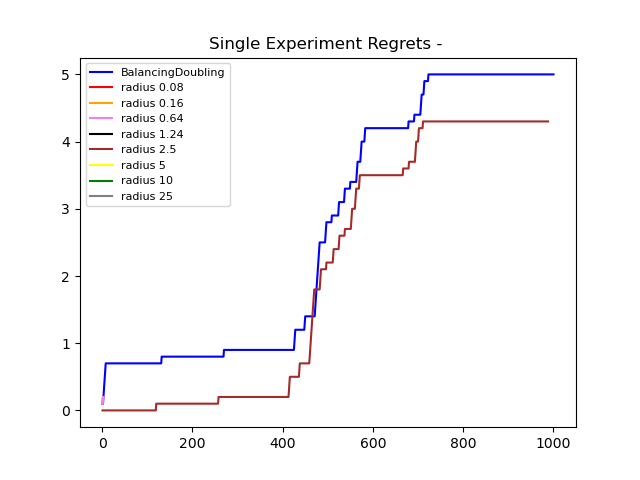 Single Experiment Regrets -
BalancingDoubling
radius 0.08
radius 0.16
radius 0.64
radius 1.24
radius 2.5
radius 5
radius 10
radius 25
5
4
3
2
1
0
0 200 400 600 800 1000